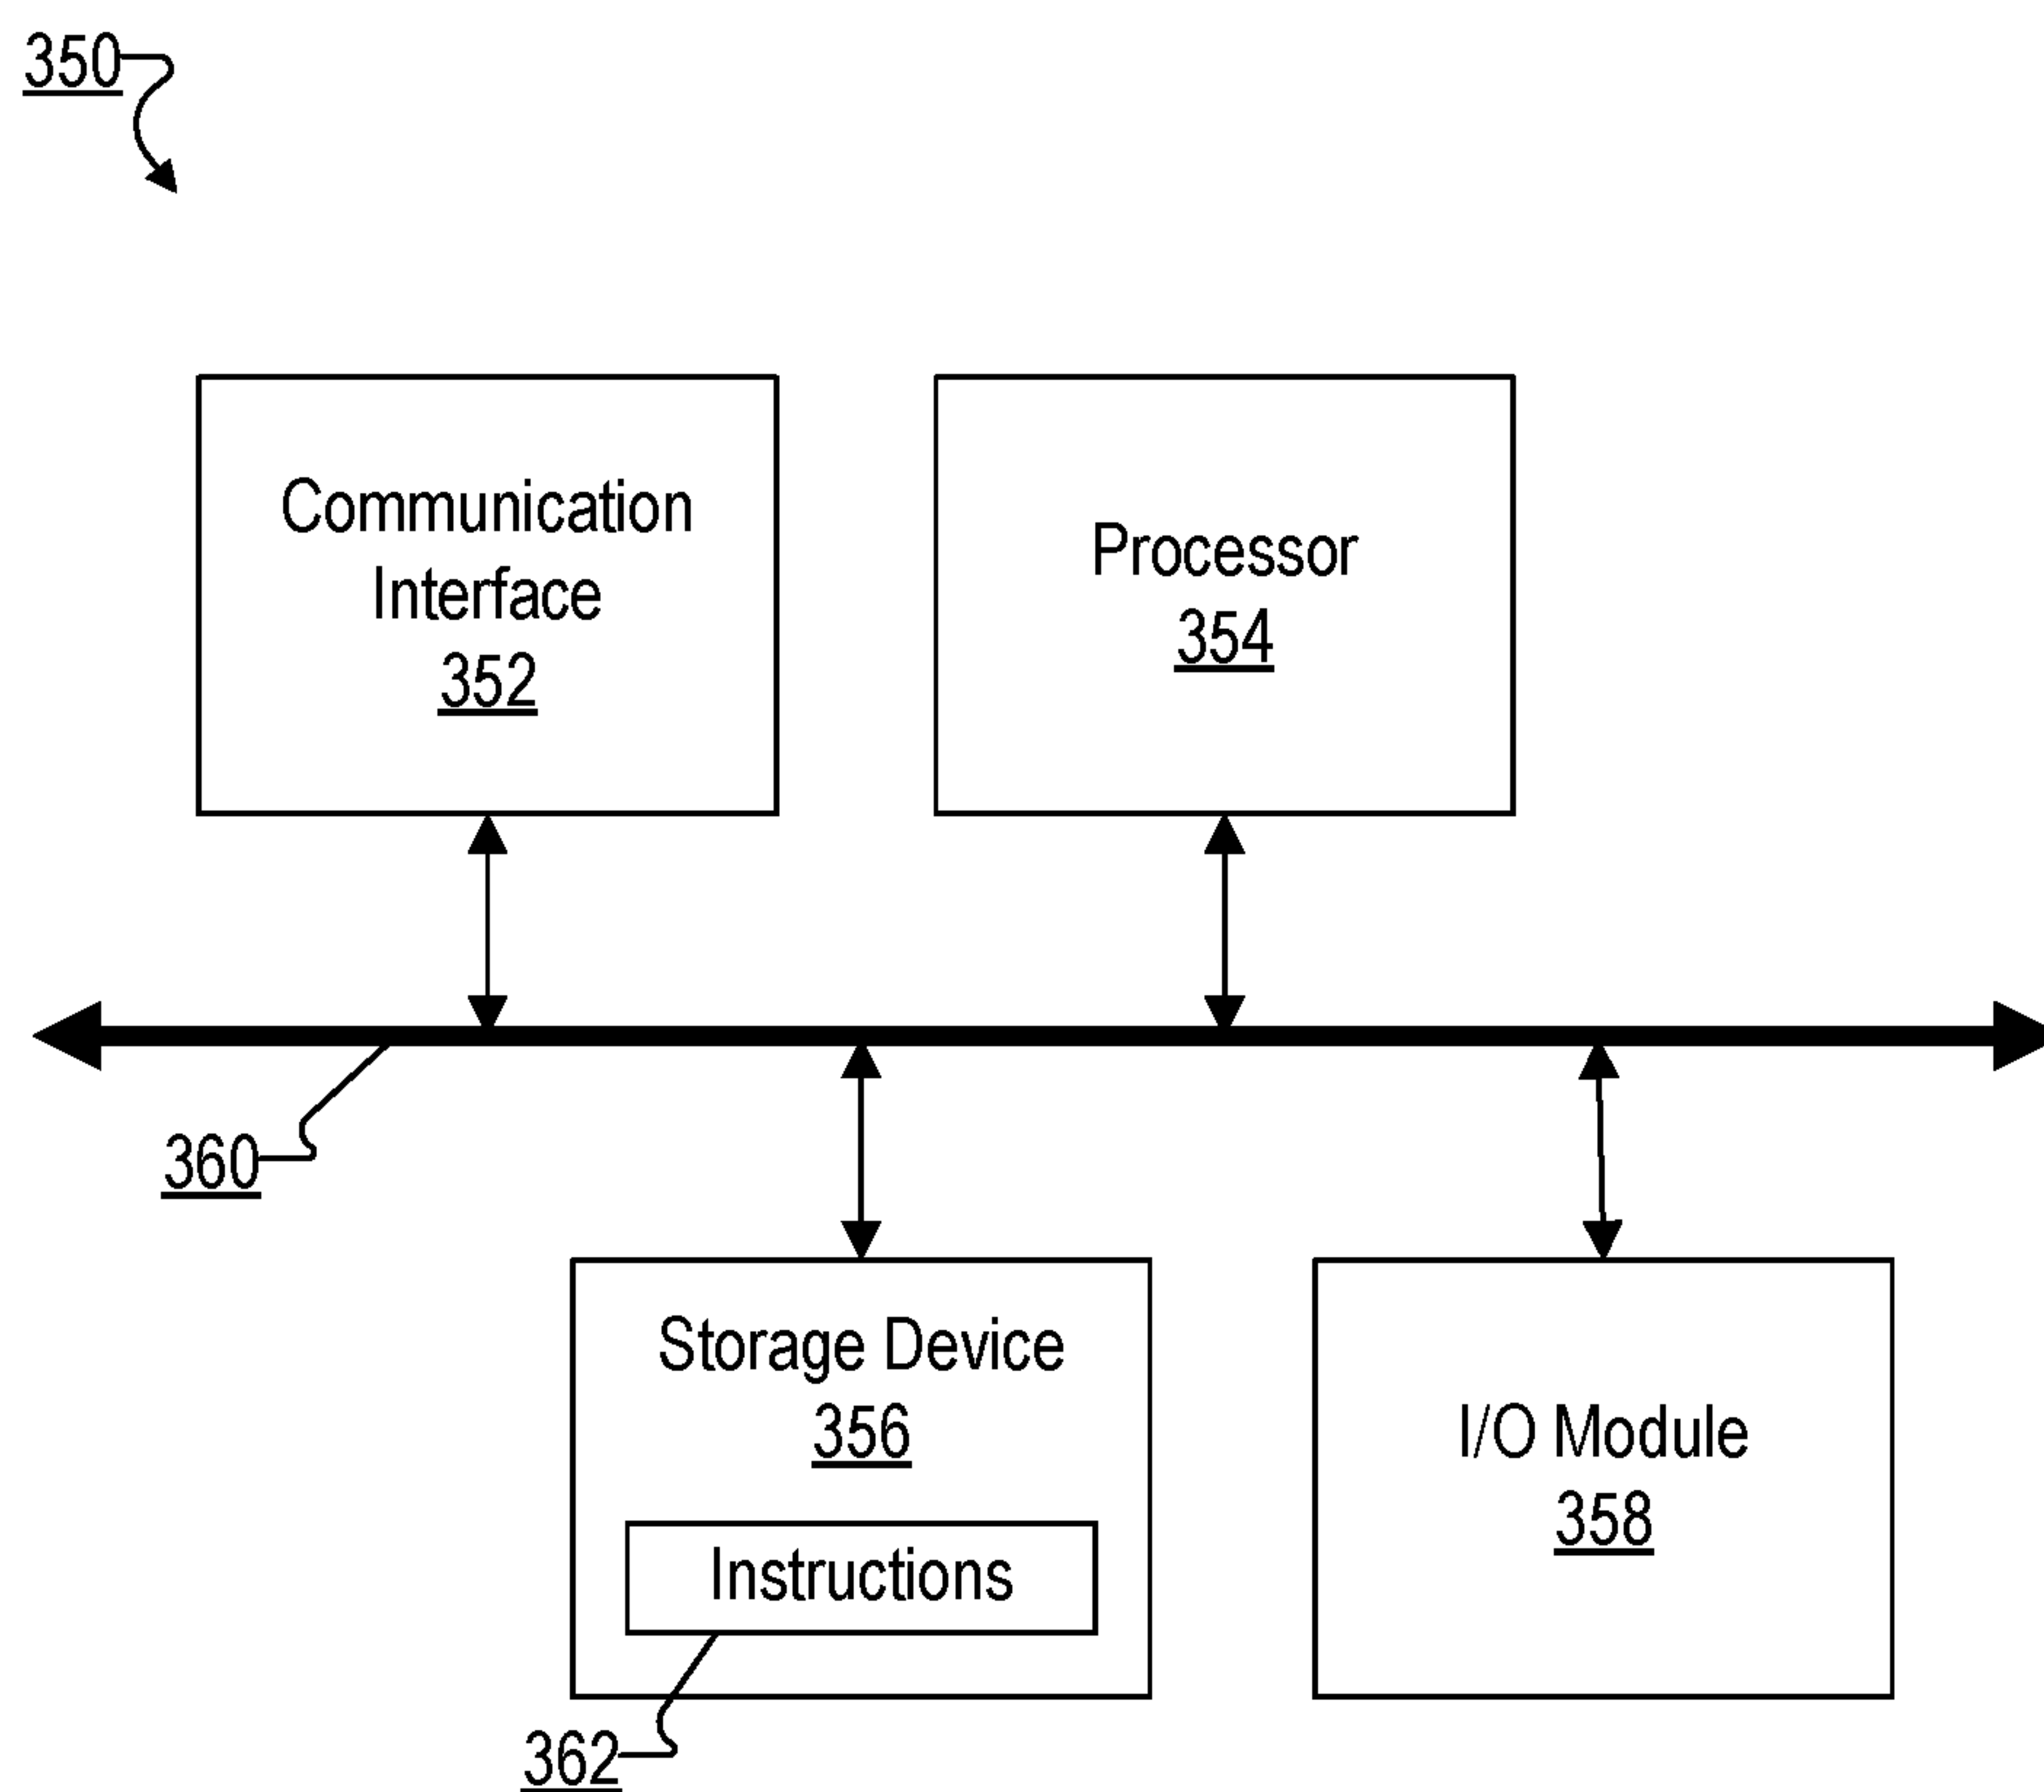 350
Communication
Interface
352
Processor
354
360
Storage Device
356
Instructions
362
I/O Module
358